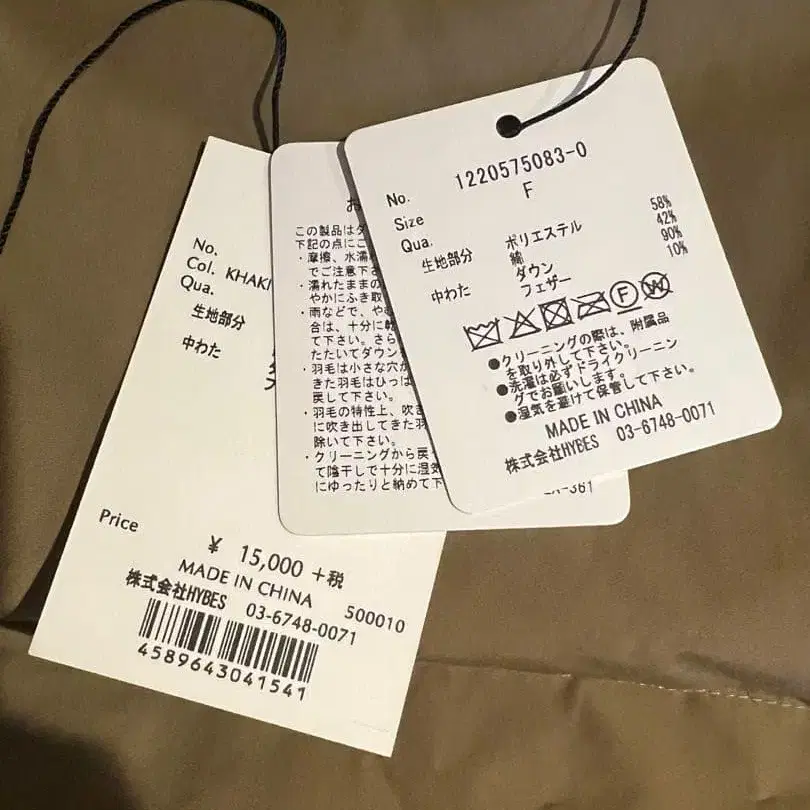 No.
Col. KHAKI
Qua.
生地部分
中わた
Price
¥ 15,000 +税
MADE IN CHINA
株式会社HYBES 03-6748-0071
500010
4589643041541
お
この製品はダ
下記の点にご
・摩擦、水濡
でご注意下さ
・濡れたままの
やかにふき取
・雨などで、やむ
合は、十分に乾
て下さい。さら
たたいてダウン
・羽毛は小さな穴か
きた羽毛はひっぱ
戻して下さい。
・羽毛の特性上、吹き
に吹き出してきた羽
除いて下さい。
・クリーニングから戻
て陰干しで十分に湿気
にゆったりと納めて下
-361
No. 1220575083-0
Size F
Qua.
生地部分 ポリエステル 58%
綿 42%
中わた ダウン 90%
フェザー 10%
●クリーニングの際は、附属品
を取り外して下さい。
●洗濯は必ずドライクリーニン
グでお願いします。
●湿気を避けて保管して下さい。
MADE IN CHINA
株式会社HYBES 03-6748-0071